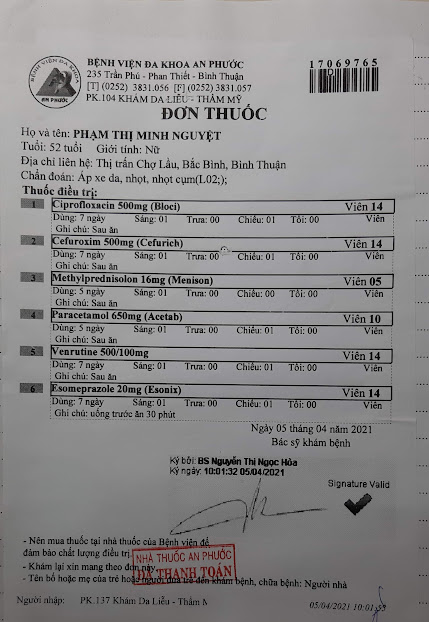 BỆNH VIỆN ĐA KHOA AN PHƯỚC
BỆNH VIỆN ĐA KHOA
AN PHƯỚC
235 Trần Phú - Phan Thiết - Bình Thuận
[T] (0252) 3831.056 [F] (0252) 3831.057
PK.104 KHÁM DA LIỄU - THẨM MỸ
17069765
ĐƠN THUỐC
Họ và tên: PHẠM THỊ MINH NGUYỆT
Tuổi: 52 tuổi Giới tính: Nữ
Địa chỉ liên hệ: Thị trấn Chợ Lầu, Bắc Bình, Bình Thuận
Chẩn đoán: Áp xe da, nhọt, nhọt cụm(L02;);
Thuốc điều trị:
1 Ciprofloxacin 500mg (Bloci) Viên 14
Dùng: 7 ngày Sáng: 01 Trưa: 00 Chiều: 01 Tối: 00 Viên
Ghi chú: Sau ăn
2 Cefuroxim 500mg (Cefurich) Viên 14
Dùng: 7 ngày Sáng: 01 Trưa: 00 Chiều: 01 Tối: 00 Viên
Ghi chú: Sau ăn
3 Methylprednisolon 16mg (Menison) Viên 05
Dùng: 5 ngày Sáng: 01 Trưa: 00 Chiều: 00 Tối: 00 Viên
Ghi chú: Sau ăn
4 Paracetamol 650mg (Acetab) Viên 10
Dùng: 5 ngày Sáng: 01 Trưa: 00 Chiều: 01 Tối: 00 Viên
Ghi chú: Sau ăn
5 Venrutine 500/100mg Viên 14
Dùng: 7 ngày Sáng: 01 Trưa: 00 Chiều: 01 Tối: 00 Viên
Ghi chú: Sau ăn
6 Esomeprazole 20mg (Esonix) Viên 14
Dùng: 7 ngày Sáng: 01 Trưa: 00 Chiều: 01 Tối: 00 Viên
Ghi chú: uống trước ăn 30 phút
Ngày 05 tháng 04 năm 2021
Bác sỹ khám bệnh
Ký bởi: BS Nguyễn Thị Ngọc Hòa
Ký ngày: 10:01:32 05/04/2021
Signature Valid
- Nên mua thuốc tại nhà thuốc của Bệnh viện để
đảm bảo chất lượng điều trị.
- Khám lại xin mang theo đơn này.
- Tên bố hoặc mẹ của trẻ hoặc người đưa trẻ đến khám bệnh, chữa bệnh: Người nhà
NHÀ THUỐC AN PHƯỚC
ĐÃ THANH TOÁN
Người nhập: PK.137 Khám Da Liễu - Thẩm M
05/04/2021 10:01